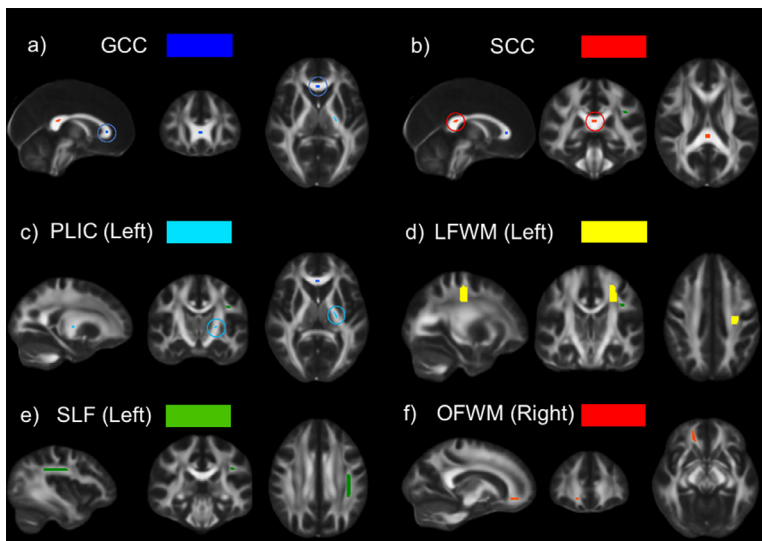 a) GCC
b) SCC
c) PLIC (Left)
d) LFWM (Left)
e) SLF (Left)
f) OFWM (Right)